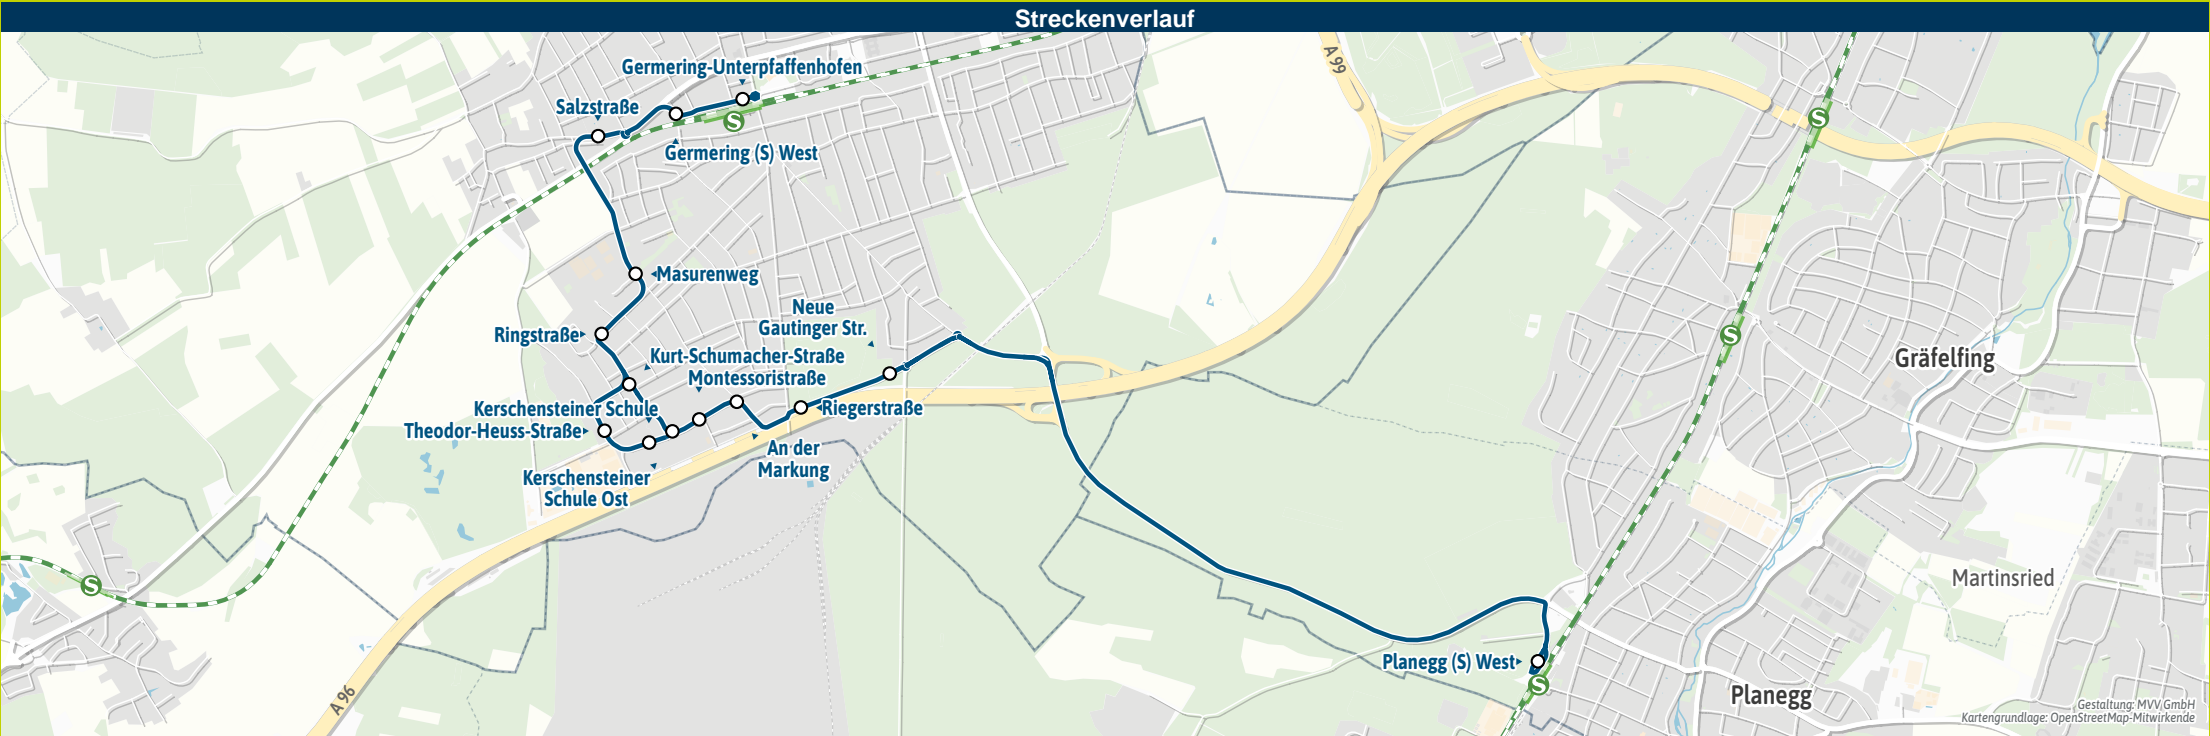 Streckenverlauf
A 99
Germering-Unterpfaffenhofen
Salzstraße
S
S
Germering (S) West
Masurenweg
Neue
Gautinger Str.
Ringstraße
S
Kurt-Schumacher-Straße
Montessoristraße
Gräfelfing
Kerschensteiner Schule
Riegerstraße
Theodor-Heuss-Straße
An der
Markung
Kerschensteiner
Schule Ost
S
Martinsried
Planegg (S) West
S
A 96
Planegg
Gestaltung: MVV GmbH
Kartengrundlage: OpenStreetMap-Mitwirkende